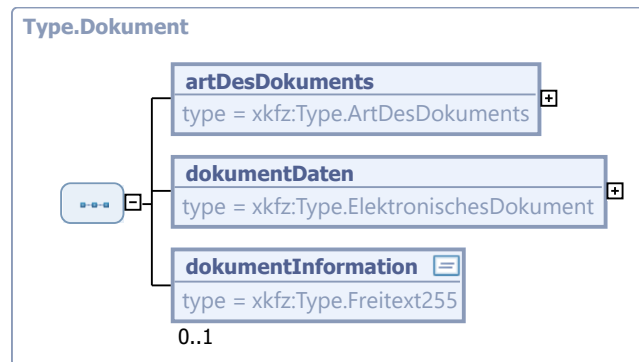 Type.Dokument
artDesDokuments
type = xkfz:Type.ArtDesDokuments
dokumentDaten
type = xkfz:Type.ElektronischesDokument
dokumentInformation
type = xkfz:Type.Freitext255
0..1